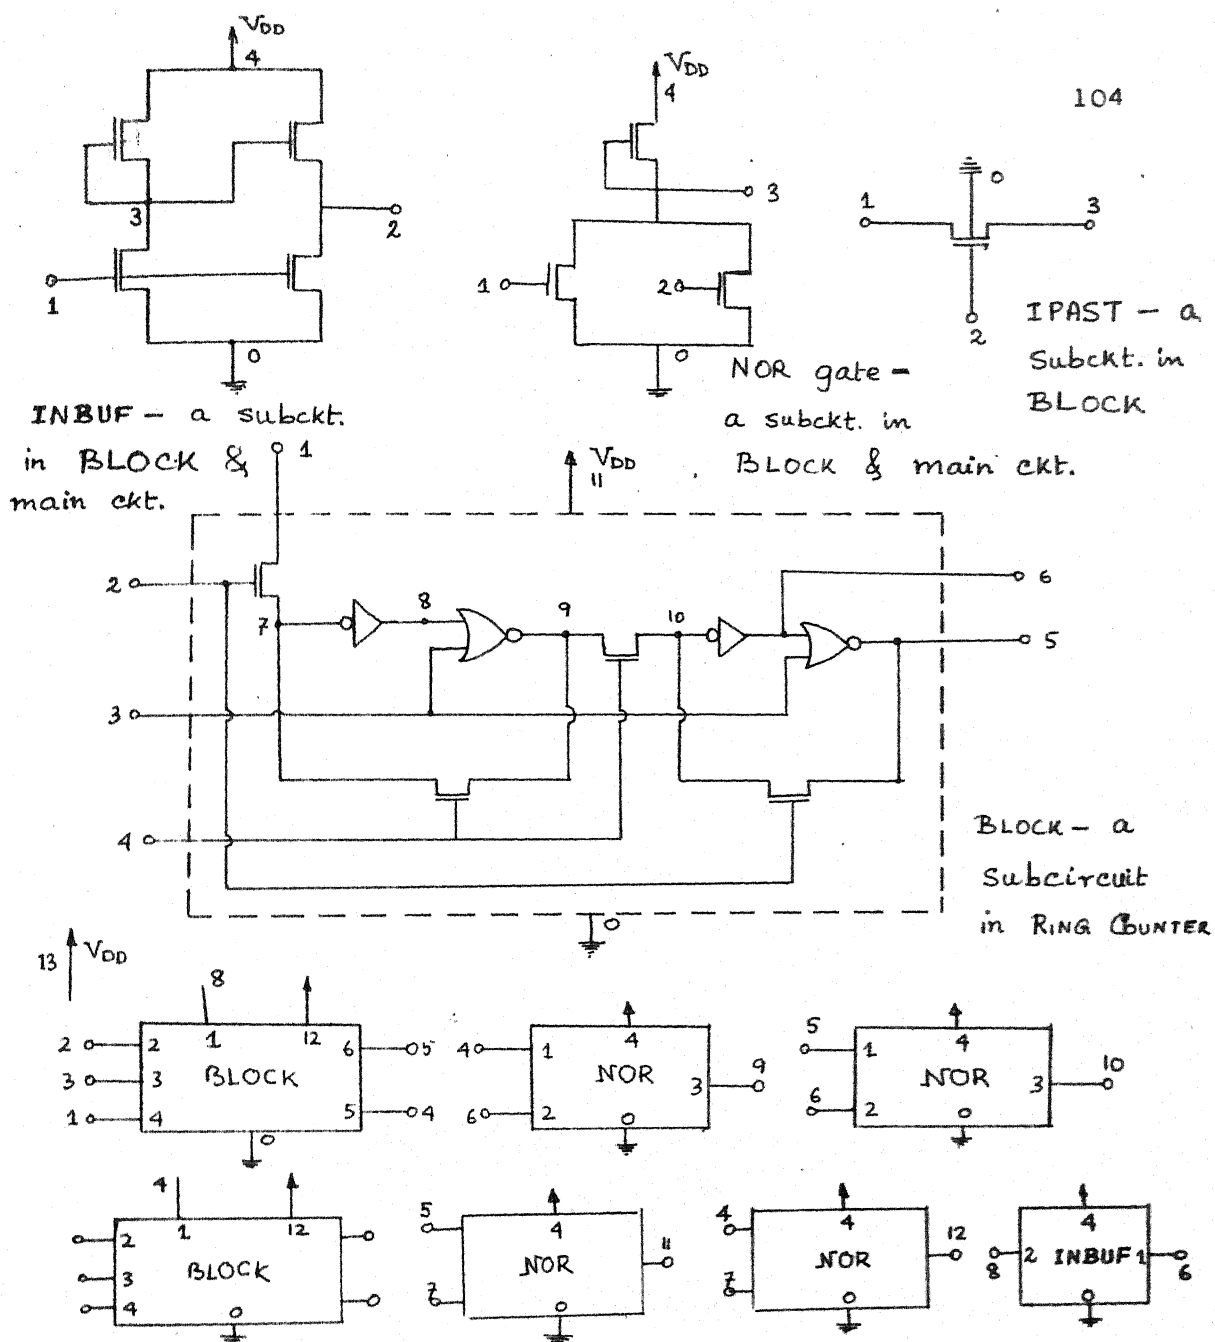 VDD
4
3
2
1
0
INBUF - a subckt.
in BLOCK &
main ckt.
VDD
4
3
1
2
0
NOR gate -
a subckt. in
BLOCK & main ckt.
104
0
1
3
2
IPAST - a
Subckt. in
BLOCK
1
VDD
11
2
6
7
8
9
10
5
3
4
0
BLOCK - a
Subcircuit
in RING COUNTER
13 VDD
8
2 2 1 12 6 5
3 3 BLOCK
1 4 5 4
0
4 1 4 9
NOR 3
6 2 0
5 1 4 10
NOR 3
6 2 0
4
2 1 12
3 BLOCK
4 0
5 4 11
NOR
7 0
4 4 12
NOR
7 0
4
8 2 INBUF 1 6
0